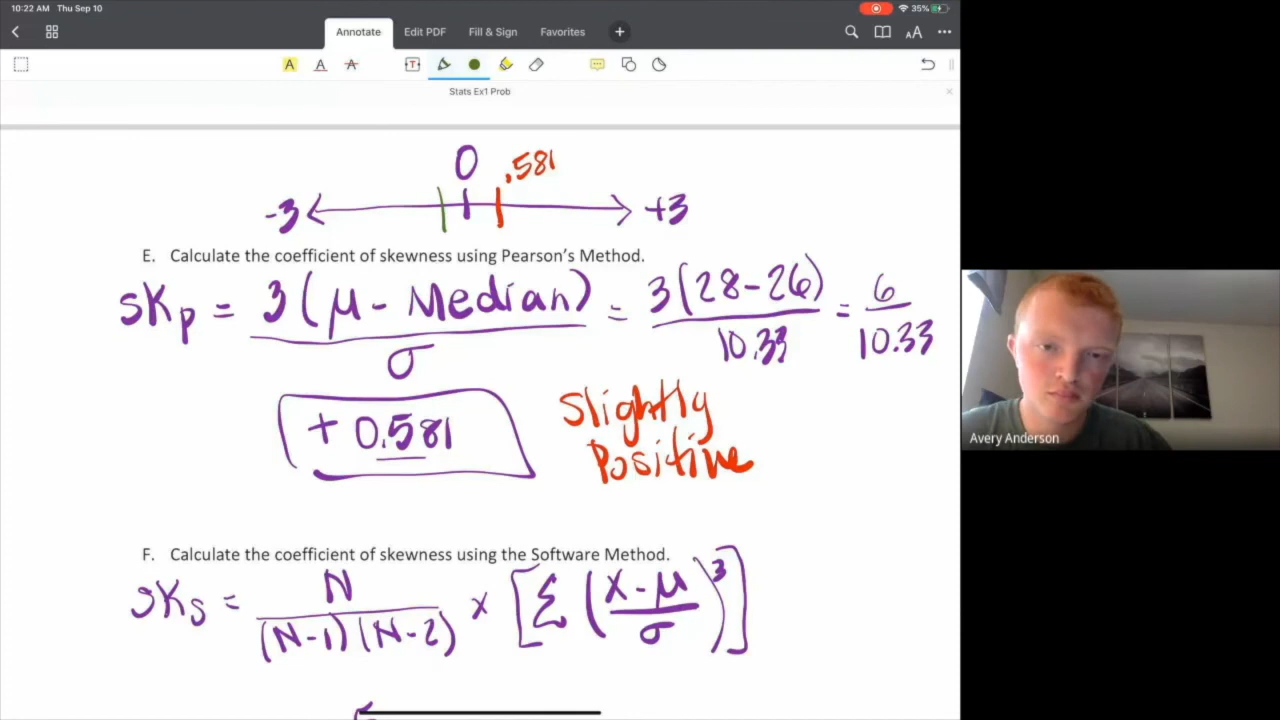 10:22 AM Thu Sep 10
35%
Annotate Edit PDF Fill & Sign Favorites
AA
A A A T
Stats Ex1 Prob
0 .581
-3 +3
E. Calculate the coefficient of skewness using Pearson's Method.
SKp = 3(μ - Median) / σ = 3(28-26) / 10.33 = 6 / 10.33
+ 0.581
Slightly
Positive
F. Calculate the coefficient of skewness using the Software Method.
SKs = N / (N-1)(N-2) × [Σ (X-μ / σ)³]
Avery Anderson